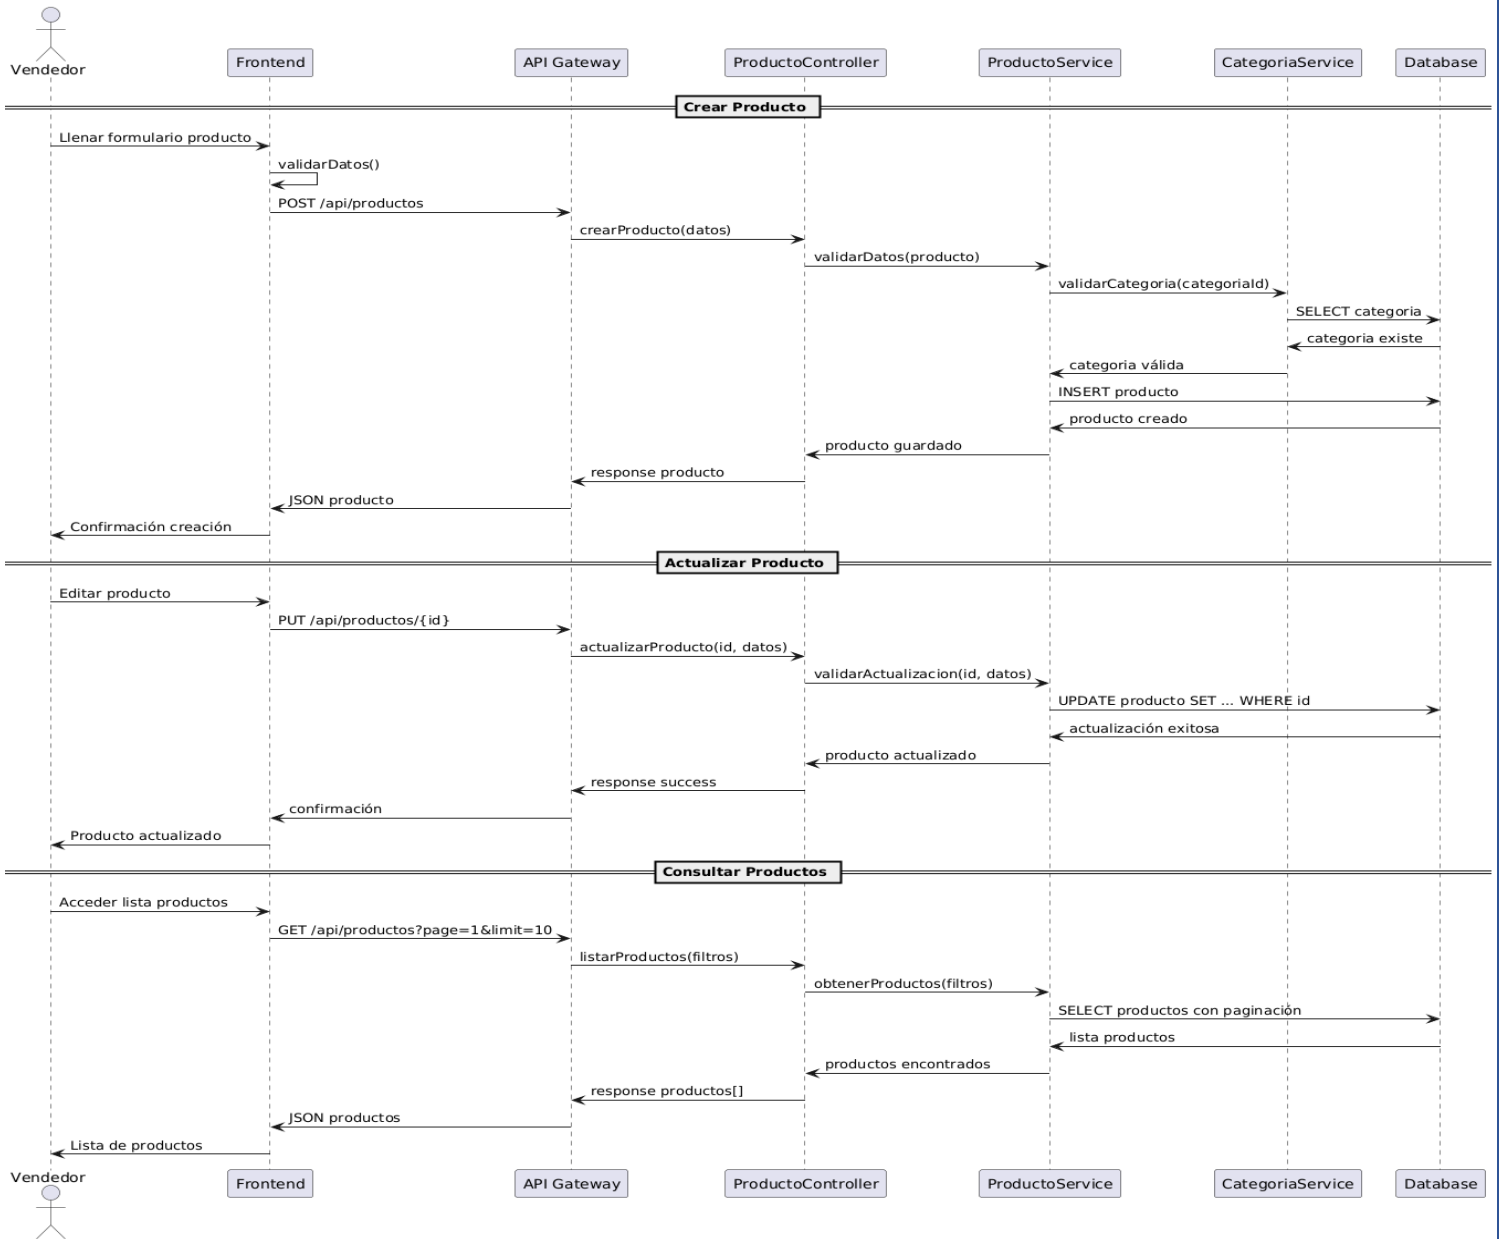 Vendedor
Frontend
API Gateway
ProductoController
ProductoService
CategoriaService
Database
Crear Producto
Llenar formulario producto
validarDatos()
POST /api/productos
crearProducto(datos)
validarDatos(producto)
validarCategoria(categoriaId)
SELECT categoria
categoria existe
categoria válida
INSERT producto
producto creado
producto guardado
response producto
JSON producto
Confirmación creación
Actualizar Producto
Editar producto
PUT /api/productos/{id}
actualizarProducto(id, datos)
validarActualizacion(id, datos)
UPDATE producto SET ... WHERE id
actualización exitosa
producto actualizado
response success
confirmación
Producto actualizado
Consultar Productos
Acceder lista productos
GET /api/productos?page=1&limit=10
listarProductos(filtros)
obtenerProductos(filtros)
SELECT productos con paginación
lista productos
productos encontrados
response productos[]
JSON productos
Lista de productos
Vendedor
Frontend
API Gateway
ProductoController
ProductoService
CategoriaService
Database